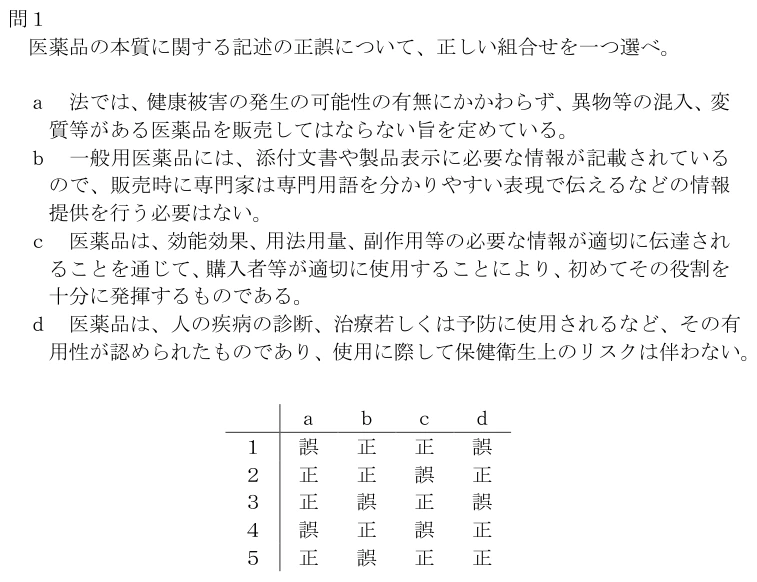 問１
医薬品の本質に関する記述の正誤について、正しい組合せを一つ選べ。
ａ　法では、健康被害の発生の可能性の有無にかかわらず、異物等の混入、変
質等がある医薬品を販売してはならない旨を定めている。
ｂ　一般用医薬品には、添付文書や製品表示に必要な情報が記載されている
ので、販売時に専門家は専門用語を分かりやすい表現で伝えるなどの情報
提供を行う必要はない。
ｃ　医薬品は、効能効果、用法用量、副作用等の必要な情報が適切に伝達され
ることを通じて、購入者等が適切に使用することにより、初めてその役割を
十分に発揮するものである。
ｄ　医薬品は、人の疾病の診断、治療若しくは予防に使用されるなど、その有
用性が認められたものであり、使用に際して保健衛生上のリスクは伴わない。
ａ ｂ ｃ ｄ
１ 誤 正 正 誤
２ 正 正 誤 正
３ 正 誤 正 誤
４ 誤 正 誤 正
５ 正 誤 正 正